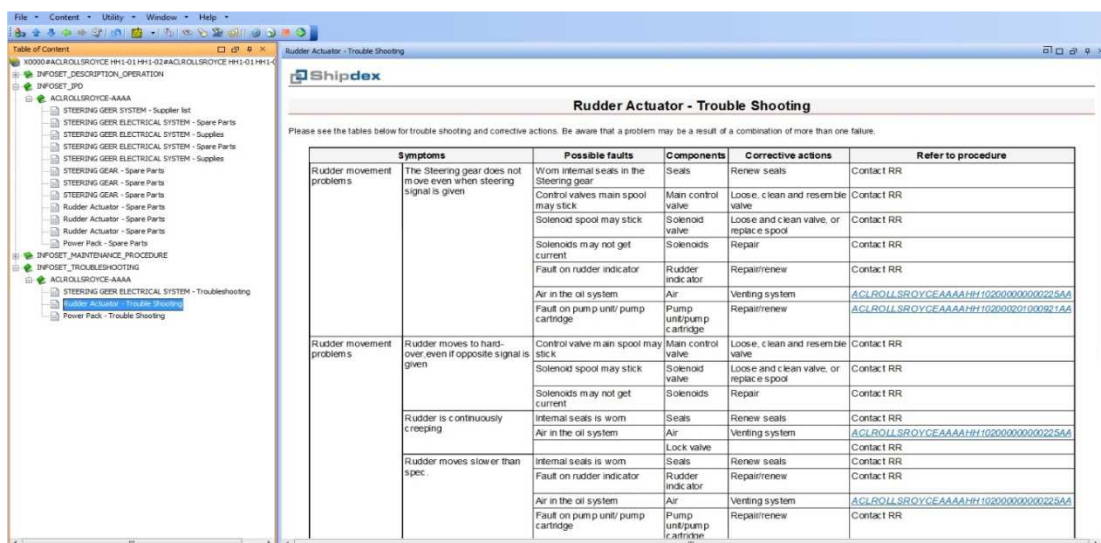 File Content Utility Window Help
Table of Content
X0000#ACLROLLSROYCE HH1-01 HH1-02#ACLROLLSROYCE HH1-01 HH1-0
INFOSET_DESCRIPTION_OPERATION
INFOSET_IPD
ACLROLLSROYCE-AAAA
STEERING GEER SYSTEM - Supplier list
STEERING GEER ELECTRICAL SYSTEM - Spare Parts
STEERING GEER ELECTRICAL SYSTEM - Supplies
STEERING GEER ELECTRICAL SYSTEM - Spare Parts
STEERING GEER ELECTRICAL SYSTEM - Supplies
STEERING GEAR - Spare Parts
STEERING GEAR - Spare Parts
STEERING GEAR - Spare Parts
Rudder Actuator - Spare Parts
Rudder Actuator - Spare Parts
Rudder Actuator - Spare Parts
Power Pack - Spare Parts
INFOSET_MAINTENANCE_PROCEDURE
INFOSET_TROUBLESHOOTING
ACLROLLSROYCE-AAAA
STEERING GEER ELECTRICAL SYSTEM - Troubleshooting
Rudder Actuator - Trouble Shooting
Power Pack - Trouble Shooting
Rudder Actuator - Trouble Shooting
Shipdex
Rudder Actuator - Trouble Shooting
Please see the tables below for trouble shooting and corrective actions. Be aware that a problem may be a result of a combination of more than one failure.
Symptoms Possible faults Components Corrective actions Refer to procedure
Rudder movement problems The Steering gear does not move even when steering signal is given Worn internal seals in the Steering gear Seals Renew seals Contact RR
Control valves main spool may stick Main control valve Loose, clean and resemble valve Contact RR
Solenoid spool may stick Solenoid valve Loose and clean valve, or replace spool Contact RR
Solenoids may not get current Solenoids Repair Contact RR
Fault on rudder indicator Rudder indicator Repair/renew Contact RR
Air in the oil system Air Venting system ACLROLLSROYCEAAAAHH10200000000225AA
Fault on pump unit/ pump cartridge Pump unit/pump cartridge Repair/renew ACLROLLSROYCEAAAAHH102000201000921AA
Rudder movement problems Rudder moves to hard-over,even if opposite signal is given Control valve main spool may stick Main control valve Loose, clean and resemble valve Contact RR
Solenoid spool may stick Solenoid valve Loose and clean valve, or replace spool Contact RR
Solenoids may not get current Solenoids Repair Contact RR
Rudder is continuously creeping Internal seals is worn Seals Renew seals Contact RR
Air in the oil system Air Venting system ACLROLLSROYCEAAAAHH10200000000225AA
Lock valve Contact RR
Rudder moves slower than spec. Internal seals is worn Seals Renew seals Contact RR
Fault on rudder indicator Rudder indicator Repair/renew Contact RR
Air in the oil system Air Venting system ACLROLLSROYCEAAAAHH10200000000225AA
Fault on pump unit/ pump cartridge Pump unit/pump cartridge Repair/renew Contact RR